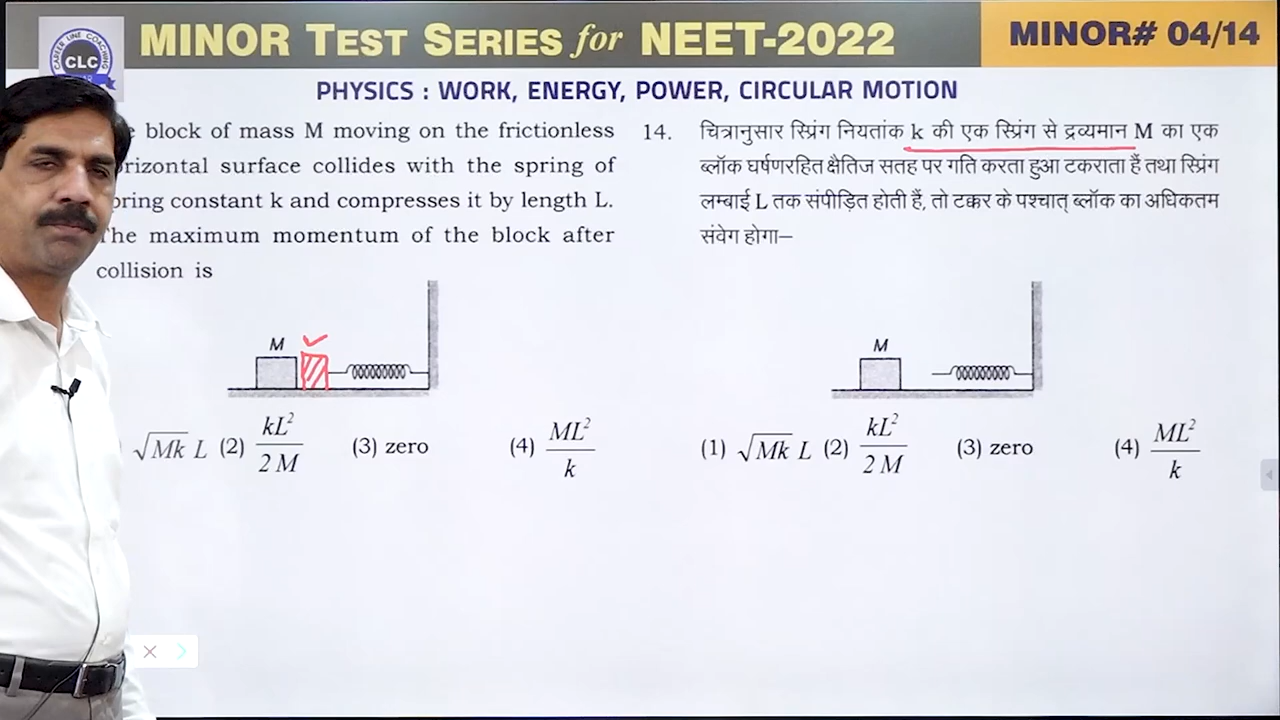 MINOR TEST SERIES for NEET-2022
MINOR# 04/14
CAREER LINE COACHING
CLC
PHYSICS : WORK, ENERGY, POWER, CIRCULAR MOTION
block of mass M moving on the frictionless
collides with the spring of
constant k and compresses it by length L.
The maximum momentum of the block after
collision is
M
√Mk L (2) kL²/2M (3) zero (4) ML²/k
14. चित्रानुसार स्प्रिंग नियतांक k की एक स्प्रिंग से द्रव्यमान M का एक
ब्लॉक घर्षणरहित क्षैतिज सतह पर गति करता हुआ टकराता हैं तथा स्प्रिंग
लम्बाई L तक संपीड़ित होती हैं, तो टक्कर के पश्चात् ब्लॉक का अधिकतम
संवेग होगा–
M
(1) √Mk L (2) kL²/2M (3) zero (4) ML²/k